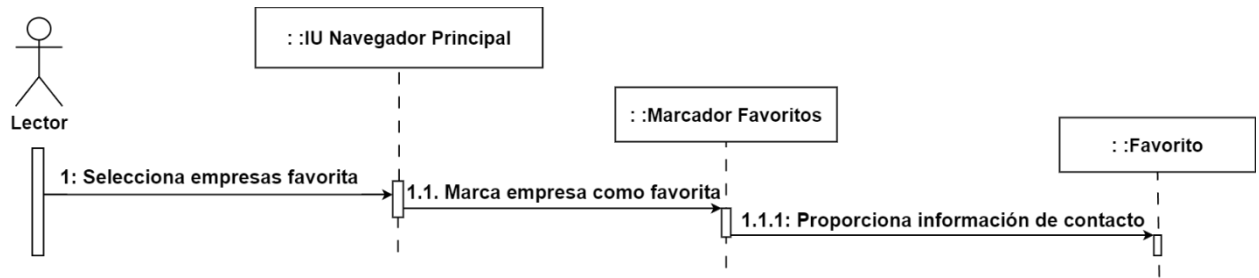 : :IU Navegador Principal
: :Marcador Favoritos
Lector
: :Favorito
1: Selecciona empresas favorita
1.1. Marca empresa como favorita
1.1.1: Proporciona información de contacto